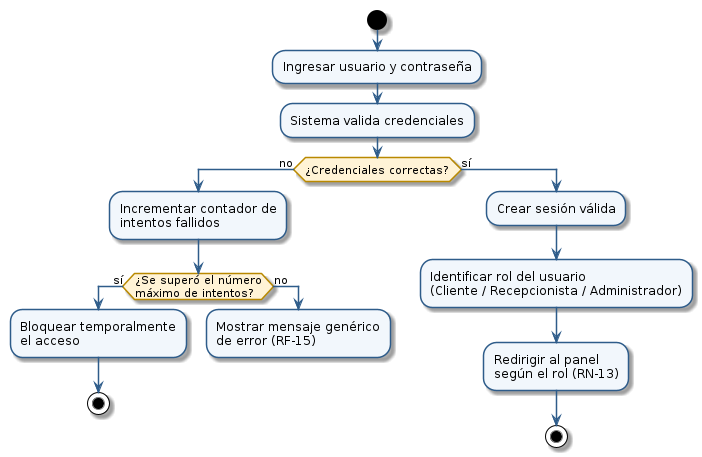 Ingresar usuario y contraseña
Sistema valida credenciales
no
¿Credenciales correctas?
sí
Incrementar contador de
intentos fallidos
sí
¿Se superó el número
máximo de intentos?
no
Bloquear temporalmente
el acceso
Mostrar mensaje genérico
de error (RF-15)
Crear sesión válida
Identificar rol del usuario
(Cliente / Recepcionista / Administrador)
Redirigir al panel
según el rol (RN-13)